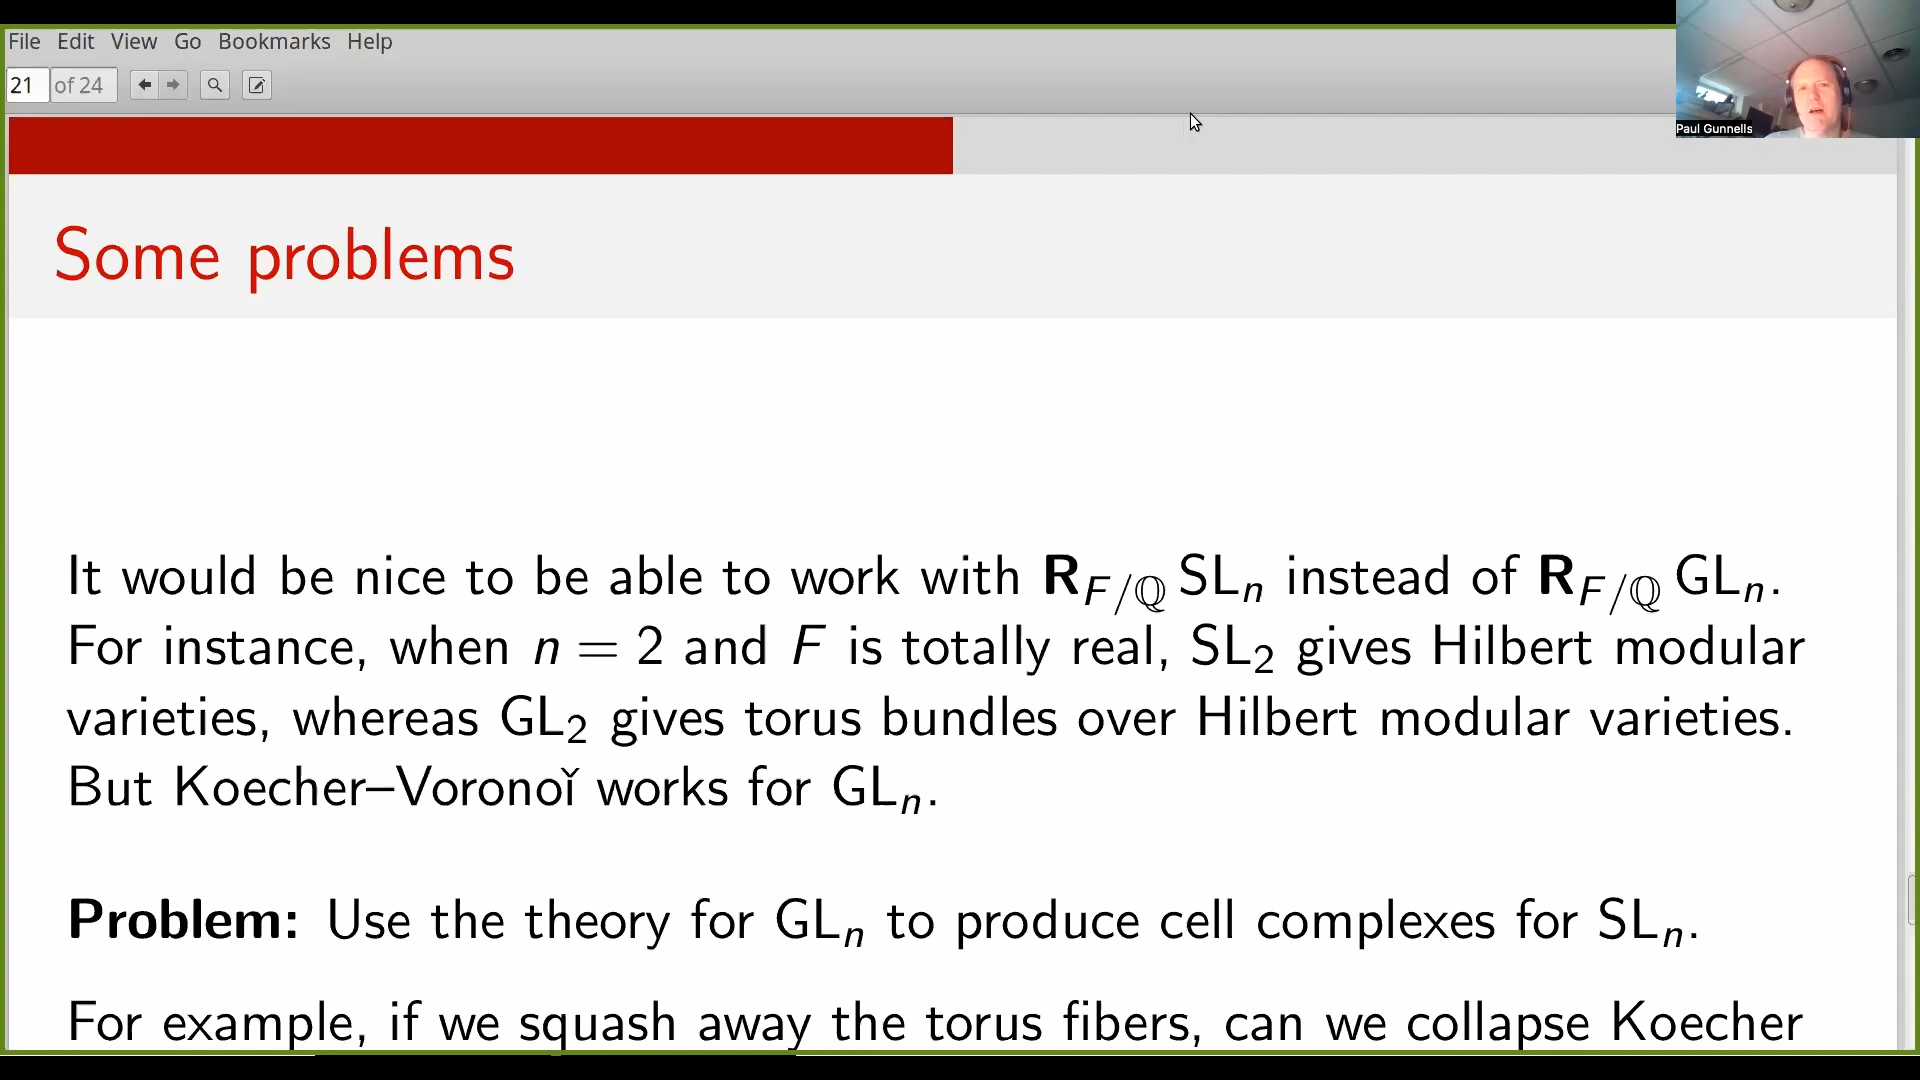 File Edit View Go Bookmarks Help
21 of 24
Paul Gunnells
Some problems
It would be nice to be able to work with R_{F/ℚ} SL_n instead of R_{F/ℚ} GL_n.
For instance, when n = 2 and F is totally real, SL_2 gives Hilbert modular
varieties, whereas GL_2 gives torus bundles over Hilbert modular varieties.
But Koecher–Voronoǐ works for GL_n.
Problem: Use the theory for GL_n to produce cell complexes for SL_n.
For example, if we squash away the torus fibers, can we collapse Koecher